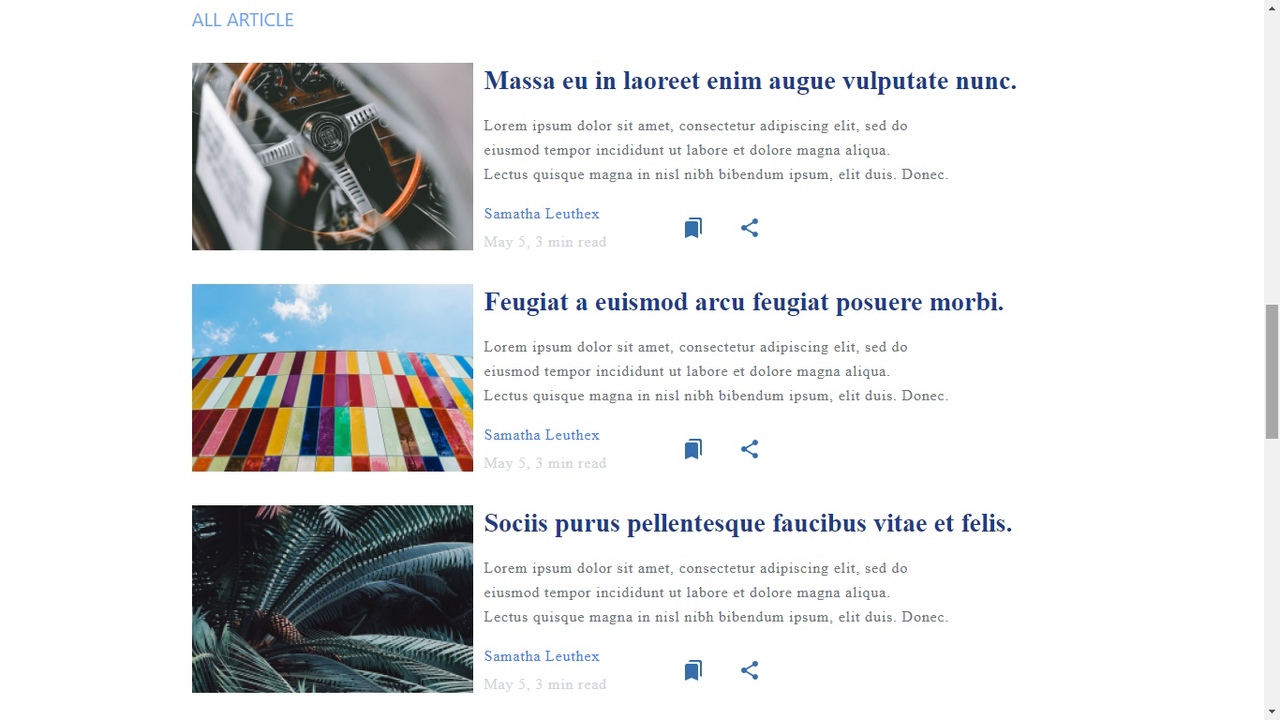 ALL ARTICLE
Massa eu in laoreet enim augue vulputate nunc.
Lorem ipsum dolor sit amet, consectetur adipiscing elit, sed do
eiusmod tempor incididunt ut labore et dolore magna aliqua.
Lectus quisque magna in nisl nibh bibendum ipsum, elit duis. Donec.
Samatha Leuthex
May 5, 3 min read
Feugiat a euismod arcu feugiat posuere morbi.
Lorem ipsum dolor sit amet, consectetur adipiscing elit, sed do
eiusmod tempor incididunt ut labore et dolore magna aliqua.
Lectus quisque magna in nisl nibh bibendum ipsum, elit duis. Donec.
Samatha Leuthex
May 5, 3 min read
Sociis purus pellentesque faucibus vitae et felis.
Lorem ipsum dolor sit amet, consectetur adipiscing elit, sed do
eiusmod tempor incididunt ut labore et dolore magna aliqua.
Lectus quisque magna in nisl nibh bibendum ipsum, elit duis. Donec.
Samatha Leuthex
May 5, 3 min read